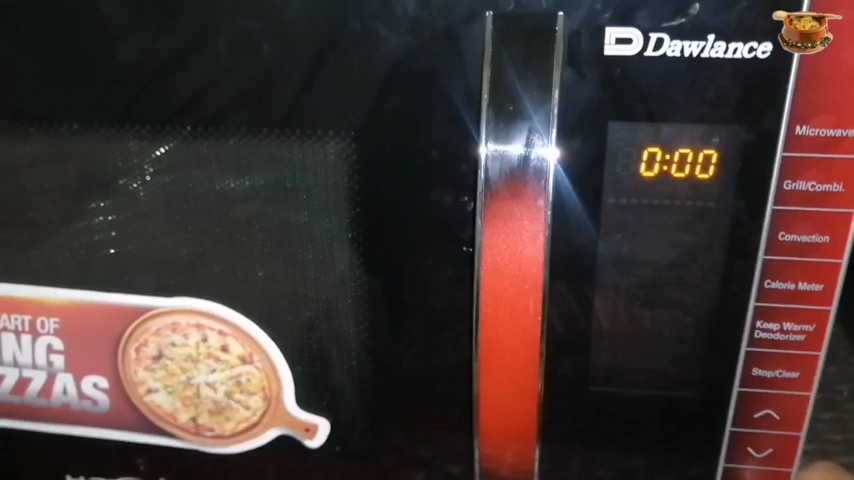 Dawlance
0:00
Microwave
Grill/Combi.
Convection
Calorie Meter
Keep Warm/
Deodorizer
Stop/Clear
ART OF
NG
ZZAS